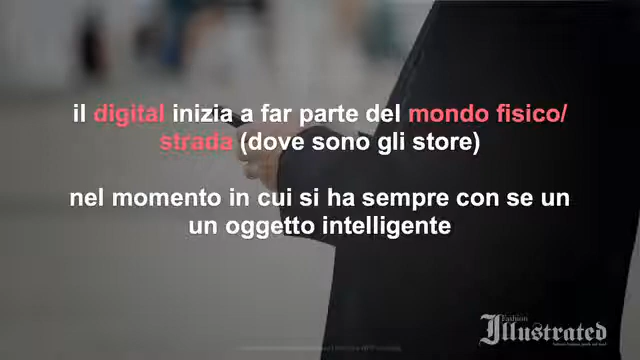 il digital inizia a far parte del mondo fisico/
strada (dove sono gli store)
nel momento in cui si ha sempre con se un
un oggetto intelligente
Fashion
Illustrated